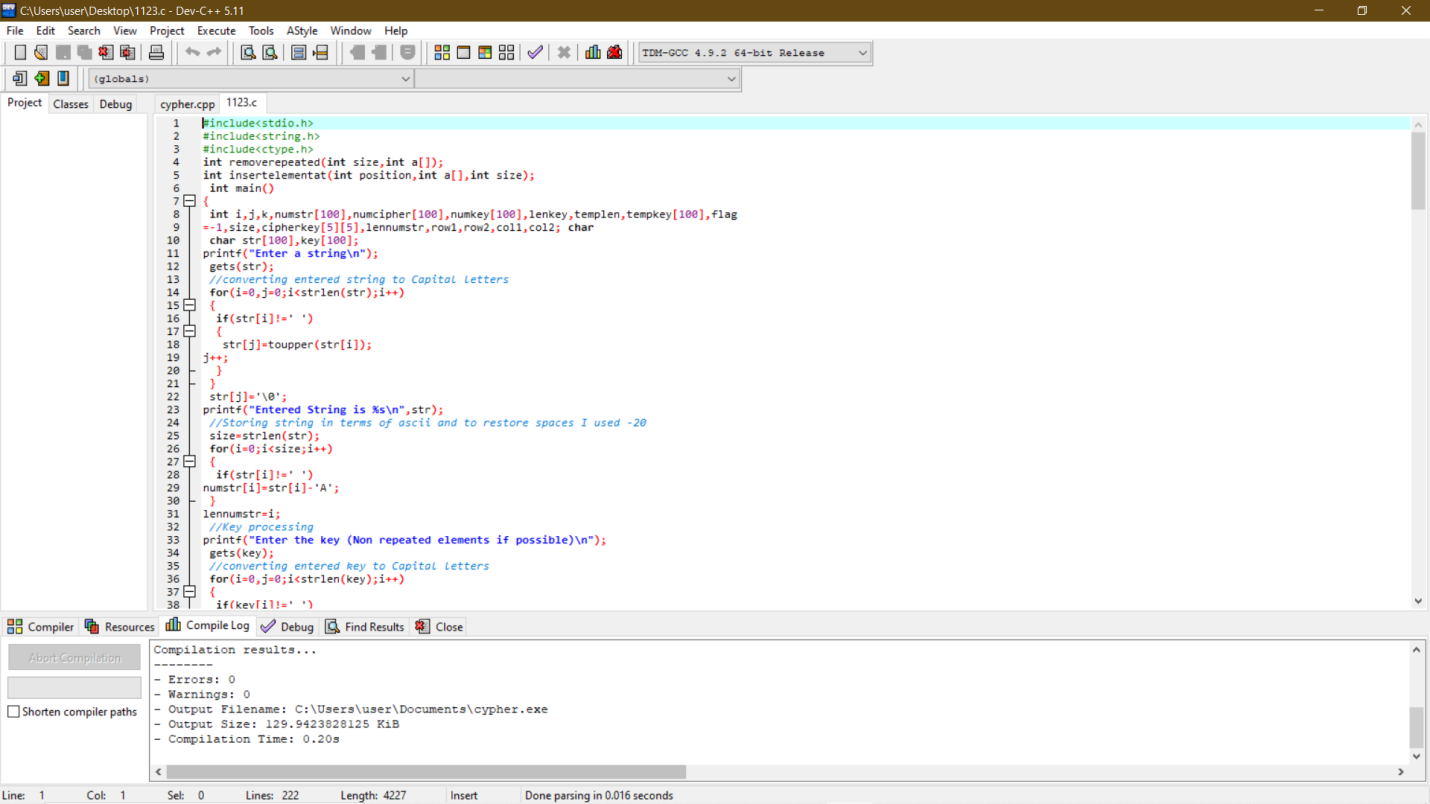 C:\Users\user\Desktop\1123.c - Dev-C++ 5.11
File Edit Search View Project Execute Tools AStyle Window Help
TDM-GCC 4.9.2 64-bit Release
(globals)
Project Classes Debug cypher.cpp 1123.c
1 #include<stdio.h>
2 #include<string.h>
3 #include<ctype.h>
4 int removerepeated(int size,int a[]);
5 int insertelementat(int position,int a[],int size);
6 int main()
7 {
8 int i,j,k,numstr[100],numcipher[100],numkey[100],lenkey,templen,tempkey[100],flag
9 =-1,size,cipherkey[5][5],lennumstr,row1,row2,col1,col2; char
10 char str[100],key[100];
11 printf("Enter a string\n");
12 gets(str);
13 //converting entered string to Capital letters
14 for(i=0,j=0;i<strlen(str);i++)
15 {
16 if(str[i]!=' ')
17 {
18 str[j]=toupper(str[i]);
19 j++;
20 }
21 }
22 str[j]='\0';
23 printf("Entered String is %s\n",str);
24 //Storing string in terms of ascii and to restore spaces I used -20
25 size=strlen(str);
26 for(i=0;i<size;i++)
27 {
28 if(str[i]!=' ')
29 numstr[i]=str[i]-'A';
30 }
31 lennumstr=i;
32 //Key processing
33 printf("Enter the key (Non repeated elements if possible)\n");
34 gets(key);
35 //converting entered key to Capital letters
36 for(i=0,j=0;i<strlen(key);i++)
37 {
38 if(key[i]!=' ')
Compiler Resources Compile Log Debug Find Results Close
Abort Compilation
Shorten compiler paths
Compilation results...
--------
- Errors: 0
- Warnings: 0
- Output Filename: C:\Users\user\Documents\cypher.exe
- Output Size: 129.9423828125 KiB
- Compilation Time: 0.20s
Line: 1 Col: 1 Sel: 0 Lines: 222 Length: 4227 Insert Done parsing in 0.016 seconds